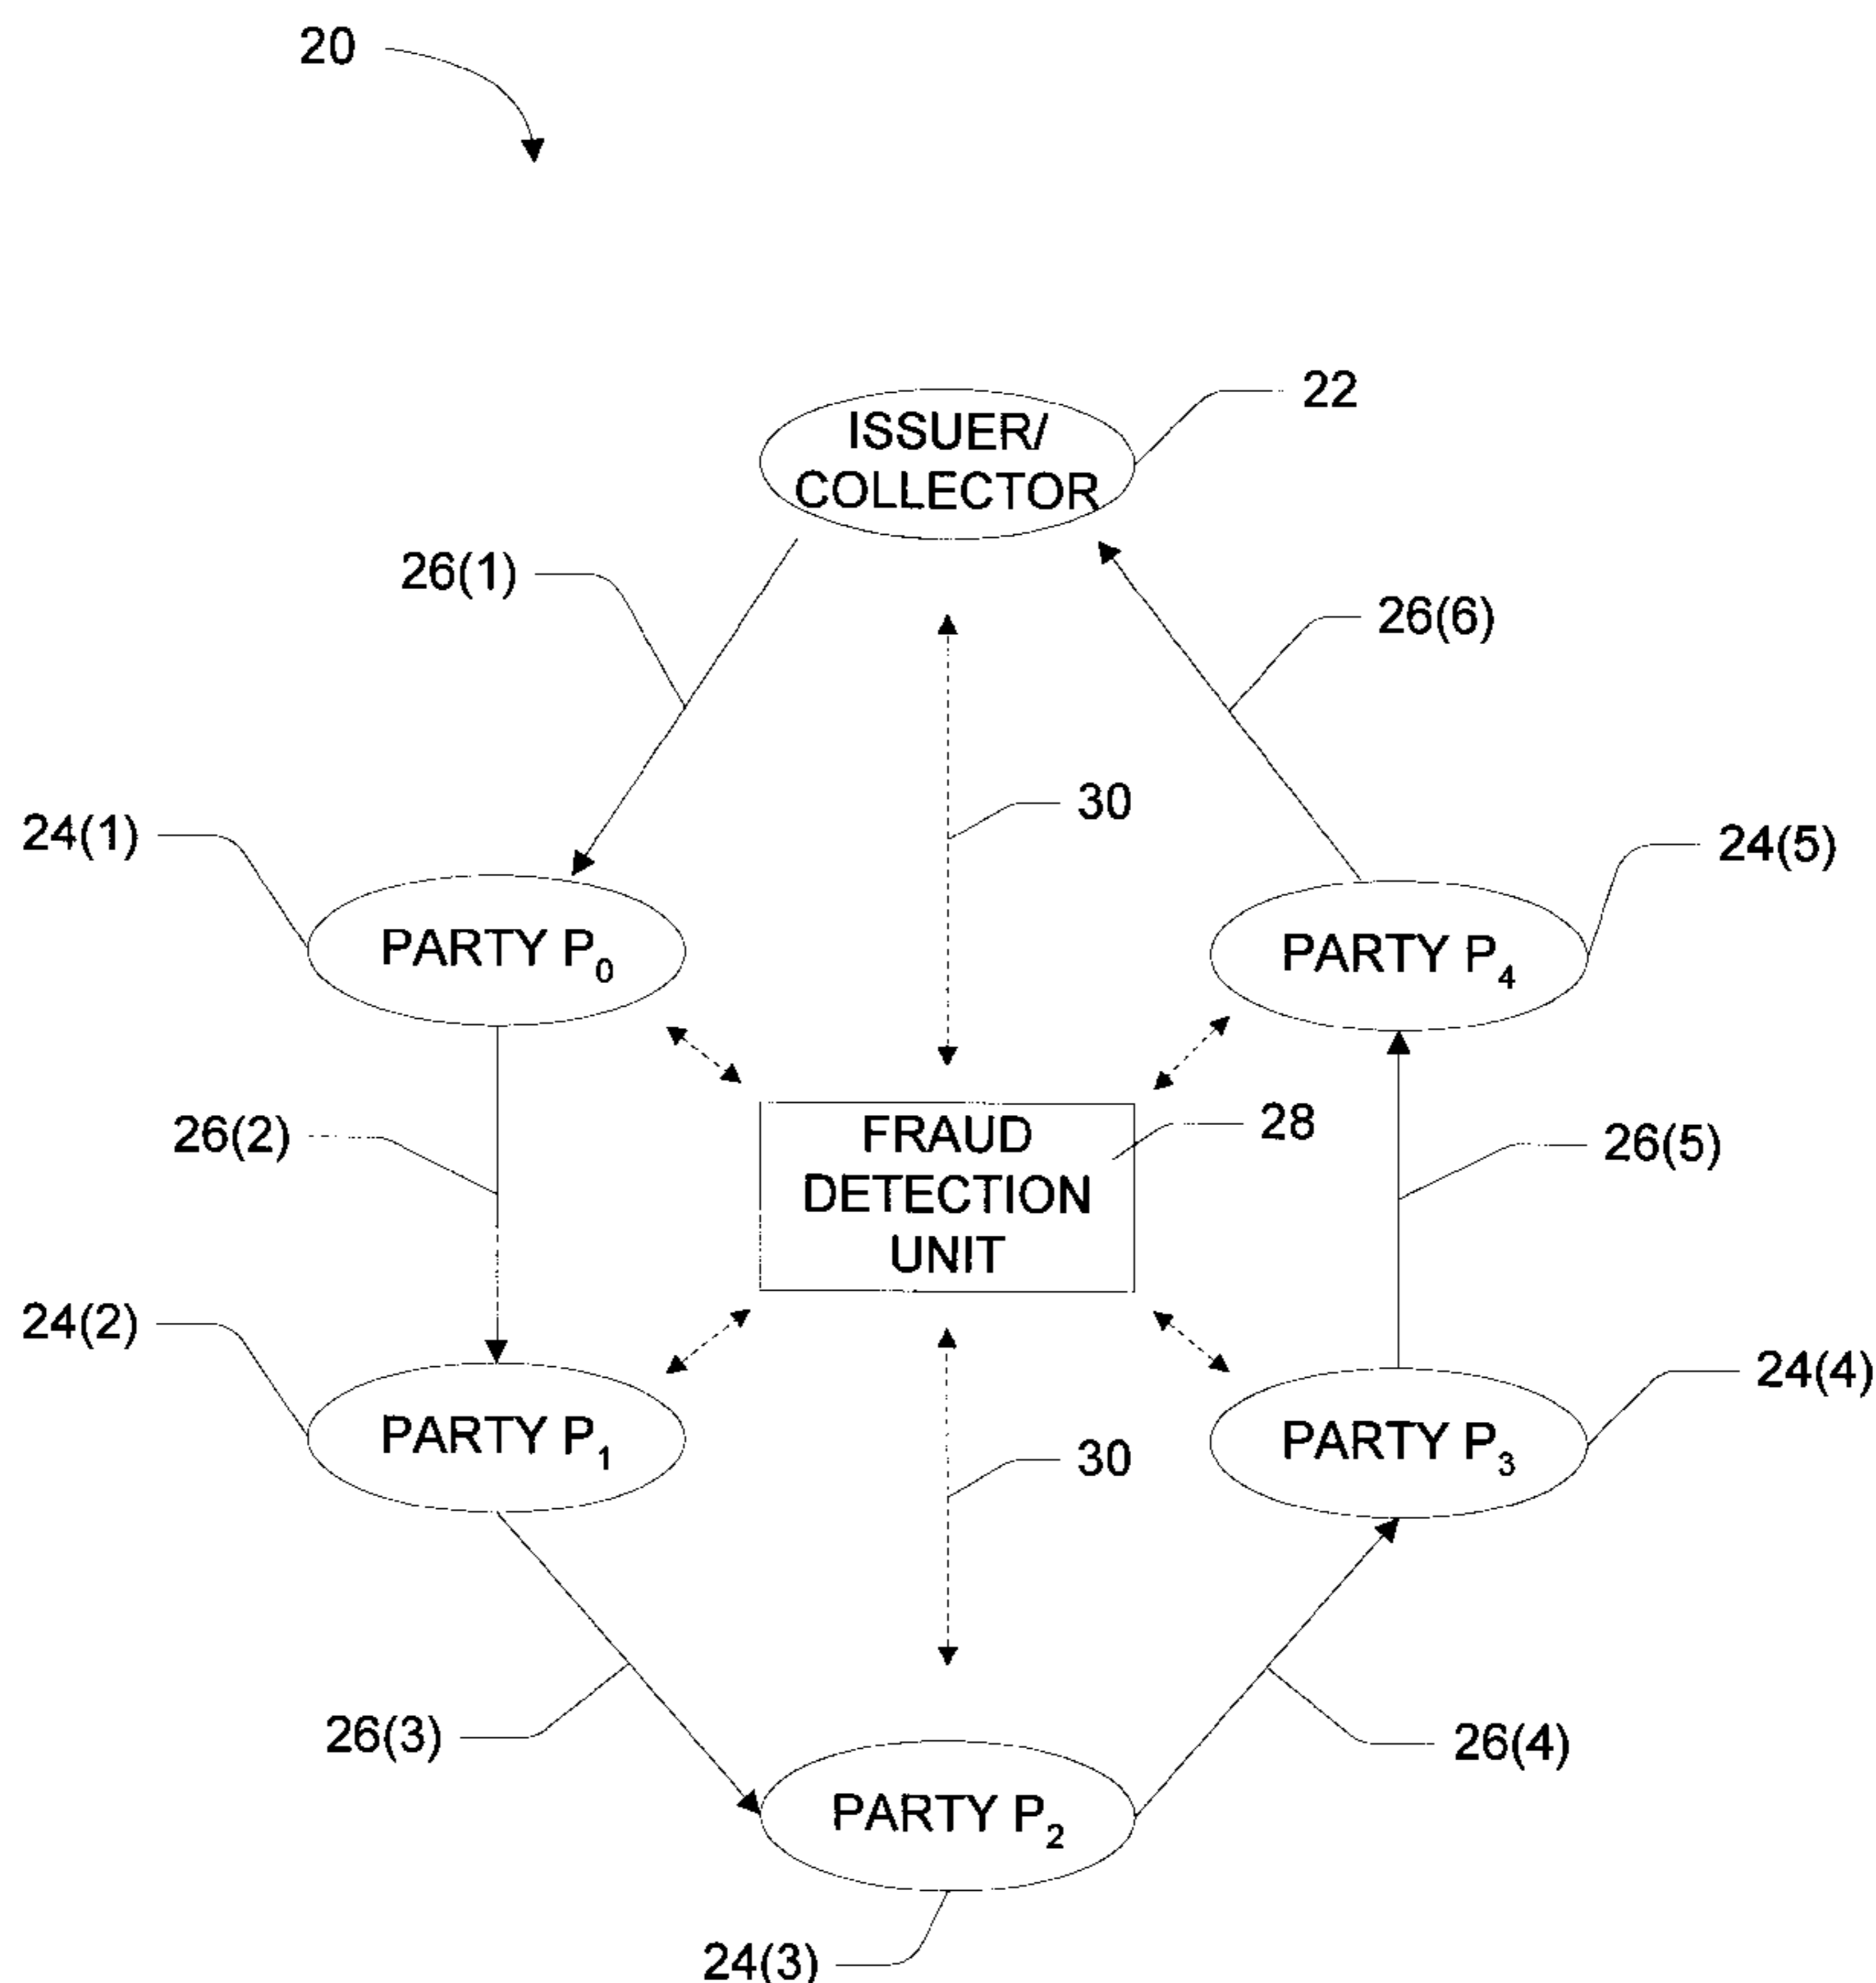 20
ISSUER/
COLLECTOR
22
26(1)
26(6)
30
24(1)
24(5)
PARTY P₀
PARTY P₄
26(2)
FRAUD
DETECTION
UNIT
28
26(5)
24(2)
24(4)
PARTY P₁
PARTY P₃
30
26(3)
26(4)
PARTY P₂
24(3)